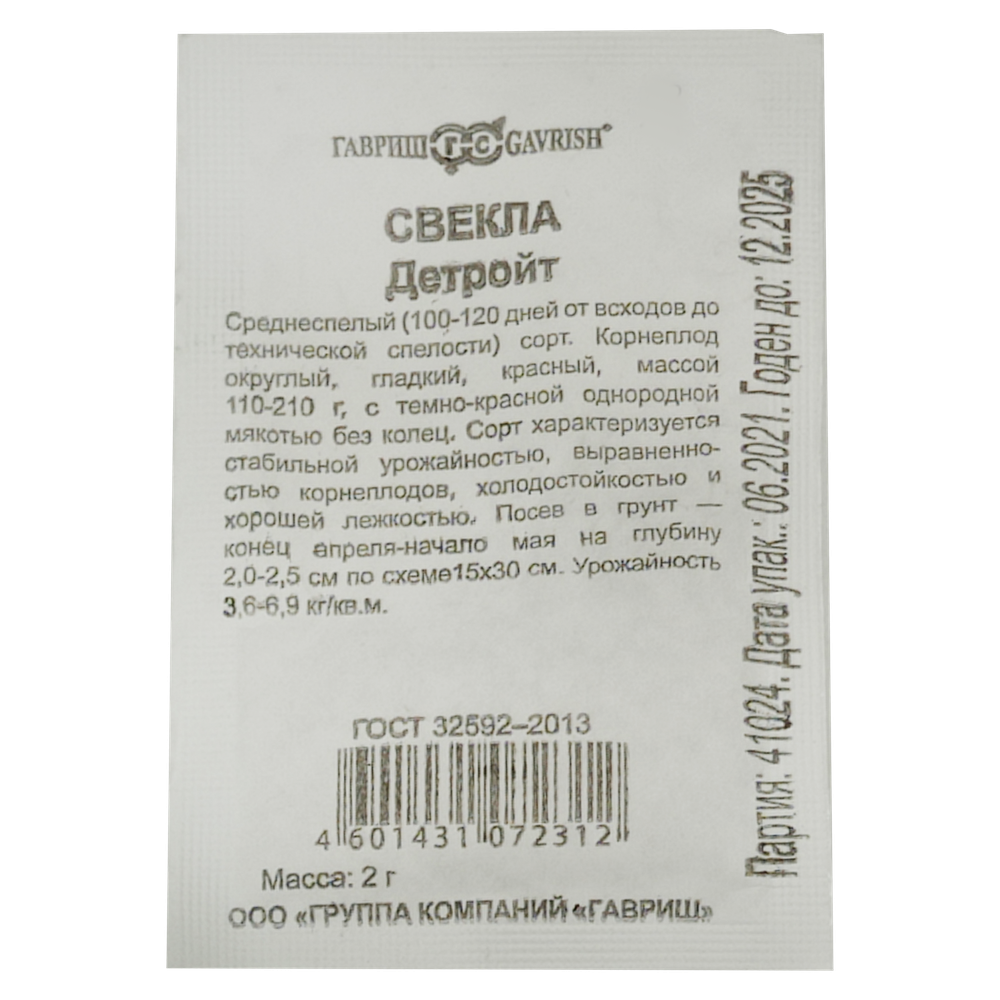 ГАВРИШ ГС GAVRISH®
СВЕКЛА
Детройт
Среднеспелый (100-120 дней от всходов до
технической спелости) сорт. Корнеплод
округлый, гладкий, красный, массой
110-210 г, с темно-красной однородной
мякотью без колец. Сорт характеризуется
стабильной урожайностью, выравненно-
стью корнеплодов, холодостойкостью и
хорошей лежкостью. Посев в грунт —
конец апреля-начало мая на глубину
2,0-2,5 см по схеме15х30 см. Урожайность
3,6-6,9 кг/кв.м.
ГОСТ 32592–2013
4 601431 072312
Масса: 2 г
ООО «ГРУППА КОМПАНИЙ «ГАВРИШ»
Партия: 41024. Дата упак.: 06.2021. Годен до: 12.2025